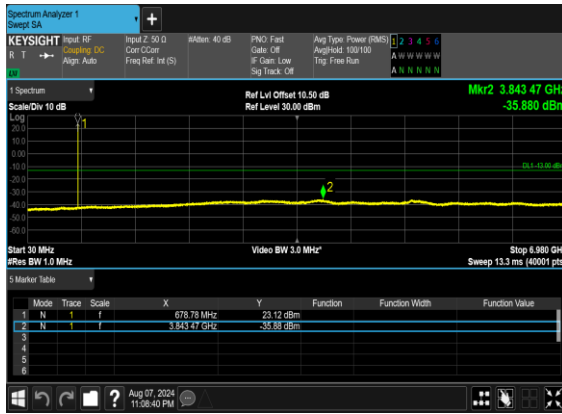 Spectrum Analyzer 1
Swept SA
+
KEYSIGHT Input: RF Input Z: 50 Ω #Atten: 40 dB PNO: Fast Avg Type: Power (RMS) 1 2 3 4 5 6
R T Coupling: DC Corr CCorr Gate: Off Avg|Hold: 100/100 A W W W W W
Align: Auto Freq Ref: Int (S) IF Gain: Low Trig: Free Run
Sig Track: Off A N N N N N
1 Spectrum Ref Lvl Offset 10.50 dB Mkr2 3.843 47 GHz
Scale/Div 10 dB Ref Level 30.00 dBm -35.880 dBm
Log
1
20.0
10.0
0.00
-10.0
DL1 -13.00 dBm
-20.0
2
-30.0
-40.0
-50.0
-60.0
Start 30 MHz Video BW 3.0 MHz* Stop 6.980 GHz
#Res BW 1.0 MHz Sweep 13.3 ms (40001 pts)
5 Marker Table
Mode Trace Scale X Y Function Function Width Function Value
1 N 1 f 678.78 MHz 23.12 dBm
2 N 1 f 3.843 47 GHz -35.88 dBm
3
4
5
6
? Aug 07, 2024
11:08:40 PM